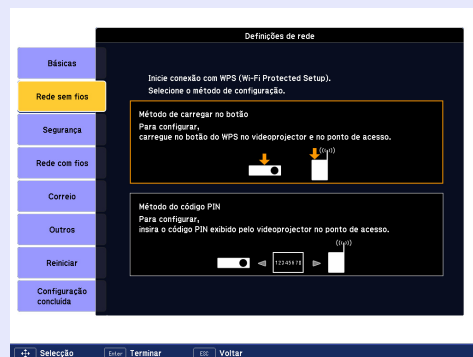 Definições de rede
Básicas
Rede sem fios
Segurança
Rede com fios
Correio
Outros
Reiniciar
Configuração
concluída
Inicie conexão com WPS (Wi-Fi Protected Setup).
Selecione o método de configuração.
Método de carregar no botão
Para configurar,
carregue no botão do WPS no videoprojector e no ponto de acesso.
Método do código PIN
Para configurar,
insira o código PIN exibido pelo videoprojector no ponto de acesso.
12345678
Selecção Enter Terminar ESC Voltar